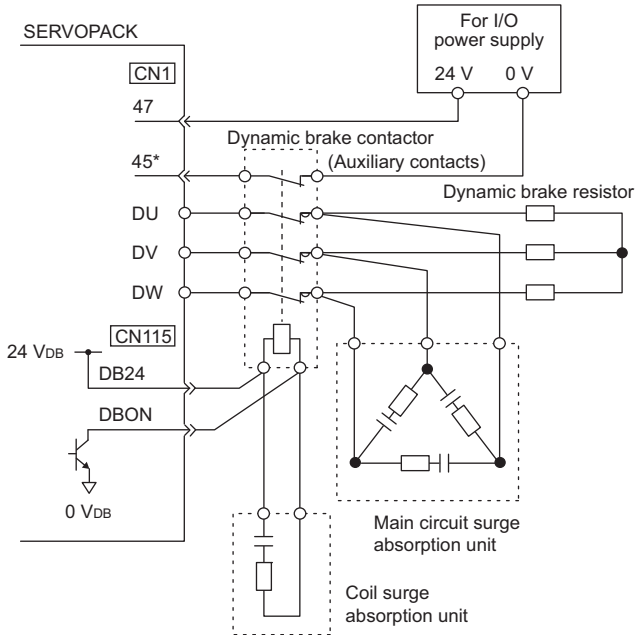 SERVOPACK
For I/O
power supply
24 V 0 V
CN1
47
Dynamic brake contactor
45*
(Auxiliary contacts)
Dynamic brake resistor
DU
DV
DW
CN115
24 VDB
DB24
DBON
0 VDB
Main circuit surge
absorption unit
Coil surge
absorption unit